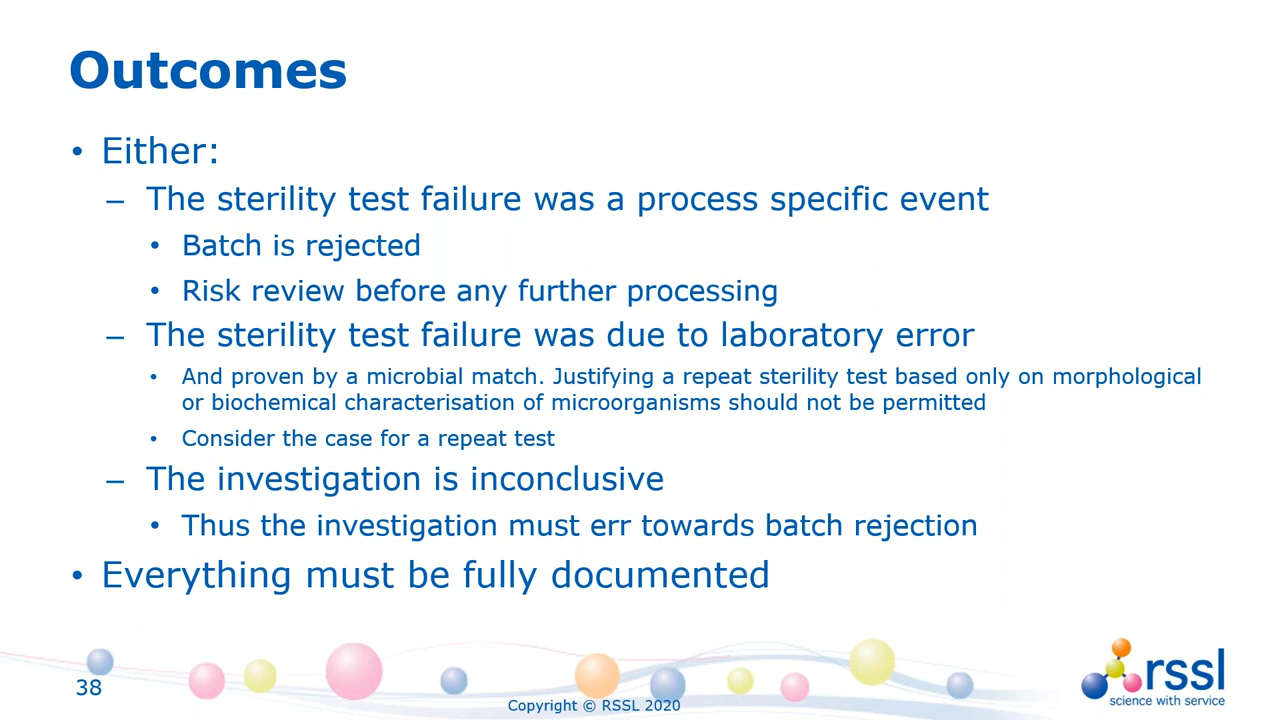 Outcomes
• Either:
– The sterility test failure was a process specific event
• Batch is rejected
• Risk review before any further processing
– The sterility test failure was due to laboratory error
• And proven by a microbial match. Justifying a repeat sterility test based only on morphological
or biochemical characterisation of microorganisms should not be permitted
• Consider the case for a repeat test
– The investigation is inconclusive
• Thus the investigation must err towards batch rejection
• Everything must be fully documented
38
Copyright © RSSL 2020
rssl
science with service